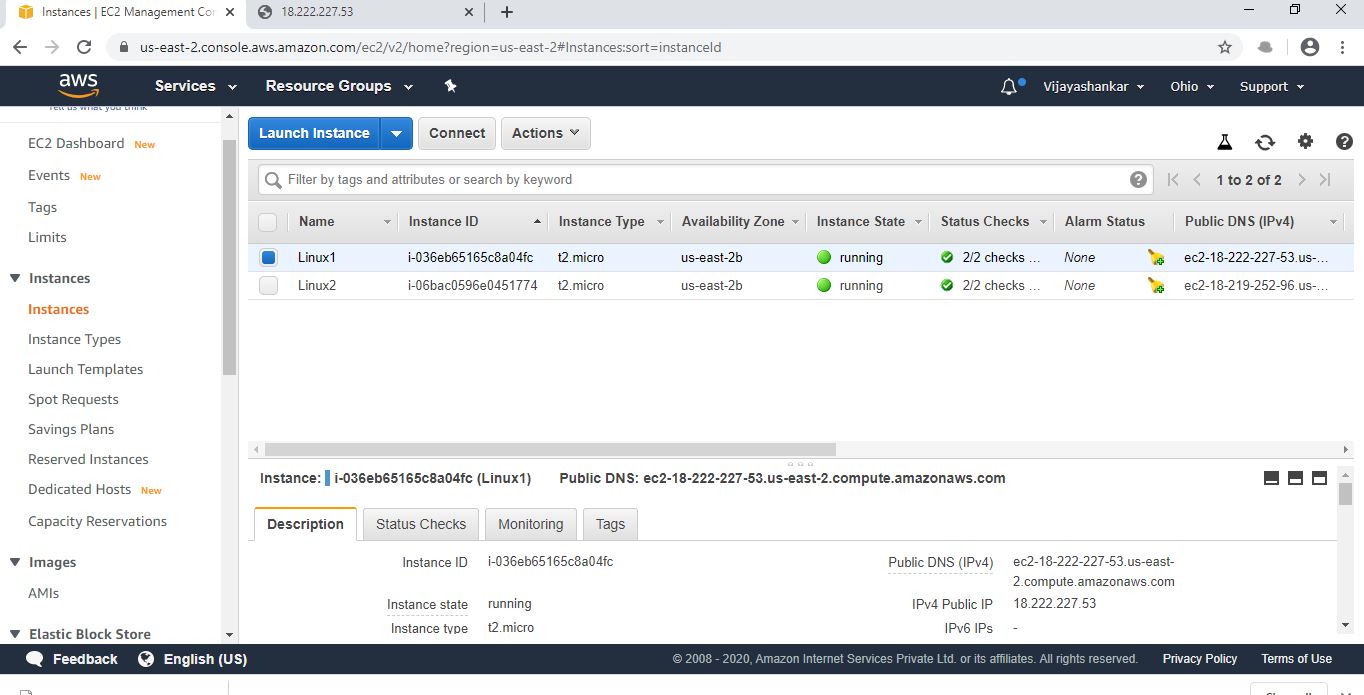 Instances | EC2 Management Con
18.222.227.53
us-east-2.console.aws.amazon.com/ec2/v2/home?region=us-east-2#Instances:sort=instanceId
aws
Services
Resource Groups
Vijayashankar
Ohio
Support
Tell us what you think
EC2 Dashboard New
Events New
Tags
Limits
Instances
Instances
Instance Types
Launch Templates
Spot Requests
Savings Plans
Reserved Instances
Dedicated Hosts New
Capacity Reservations
Images
AMIs
Elastic Block Store
Launch Instance
Connect
Actions
Filter by tags and attributes or search by keyword
1 to 2 of 2
Name Instance ID Instance Type Availability Zone Instance State Status Checks Alarm Status Public DNS (IPv4)
Linux1 i-036eb65165c8a04fc t2.micro us-east-2b running 2/2 checks ... None ec2-18-222-227-53.us-...
Linux2 i-06bac0596e0451774 t2.micro us-east-2b running 2/2 checks ... None ec2-18-219-252-96.us-...
Instance: i-036eb65165c8a04fc (Linux1) Public DNS: ec2-18-222-227-53.us-east-2.compute.amazonaws.com
Description
Status Checks
Monitoring
Tags
Instance ID i-036eb65165c8a04fc
Instance state running
Instance type t2.micro
Public DNS (IPv4) ec2-18-222-227-53.us-east-
2.compute.amazonaws.com
IPv4 Public IP 18.222.227.53
IPv6 IPs -
Feedback
English (US)
© 2008 - 2020, Amazon Internet Services Private Ltd. or its affiliates. All rights reserved.
Privacy Policy
Terms of Use